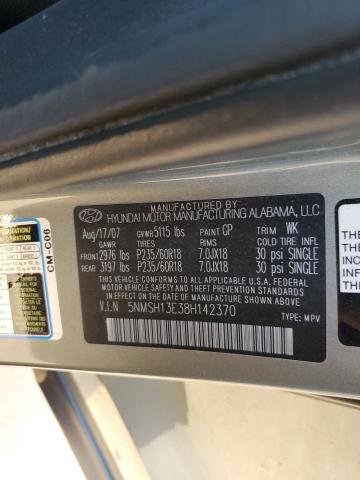 MANUFACTURED BY
HYUNDAI MOTOR MANUFACTURING ALABAMA, LLC
Aug/17/07 GVWR 5115 lbs PAINT CP TRIM WK
GAWR TIRES RIMS COLD TIRE INFL
FRONT 2976 lbs P235/60R18 7.0JX18 30 psi SINGLE
REAR 3197 lbs P235/60R18 7.0JX18 30 psi SINGLE
THIS VEHICLE CONFORMS TO ALL APPLICABLE U.S.A. FEDERAL
MOTOR VEHICLE SAFETY AND THEFT PREVENTION STANDARDS
IN EFFECT ON THE DATE OF MANUFACTURE SHOWN ABOVE.
V.I.N 5NMSH13E38H142370
TYPE: MPV
CM-C06